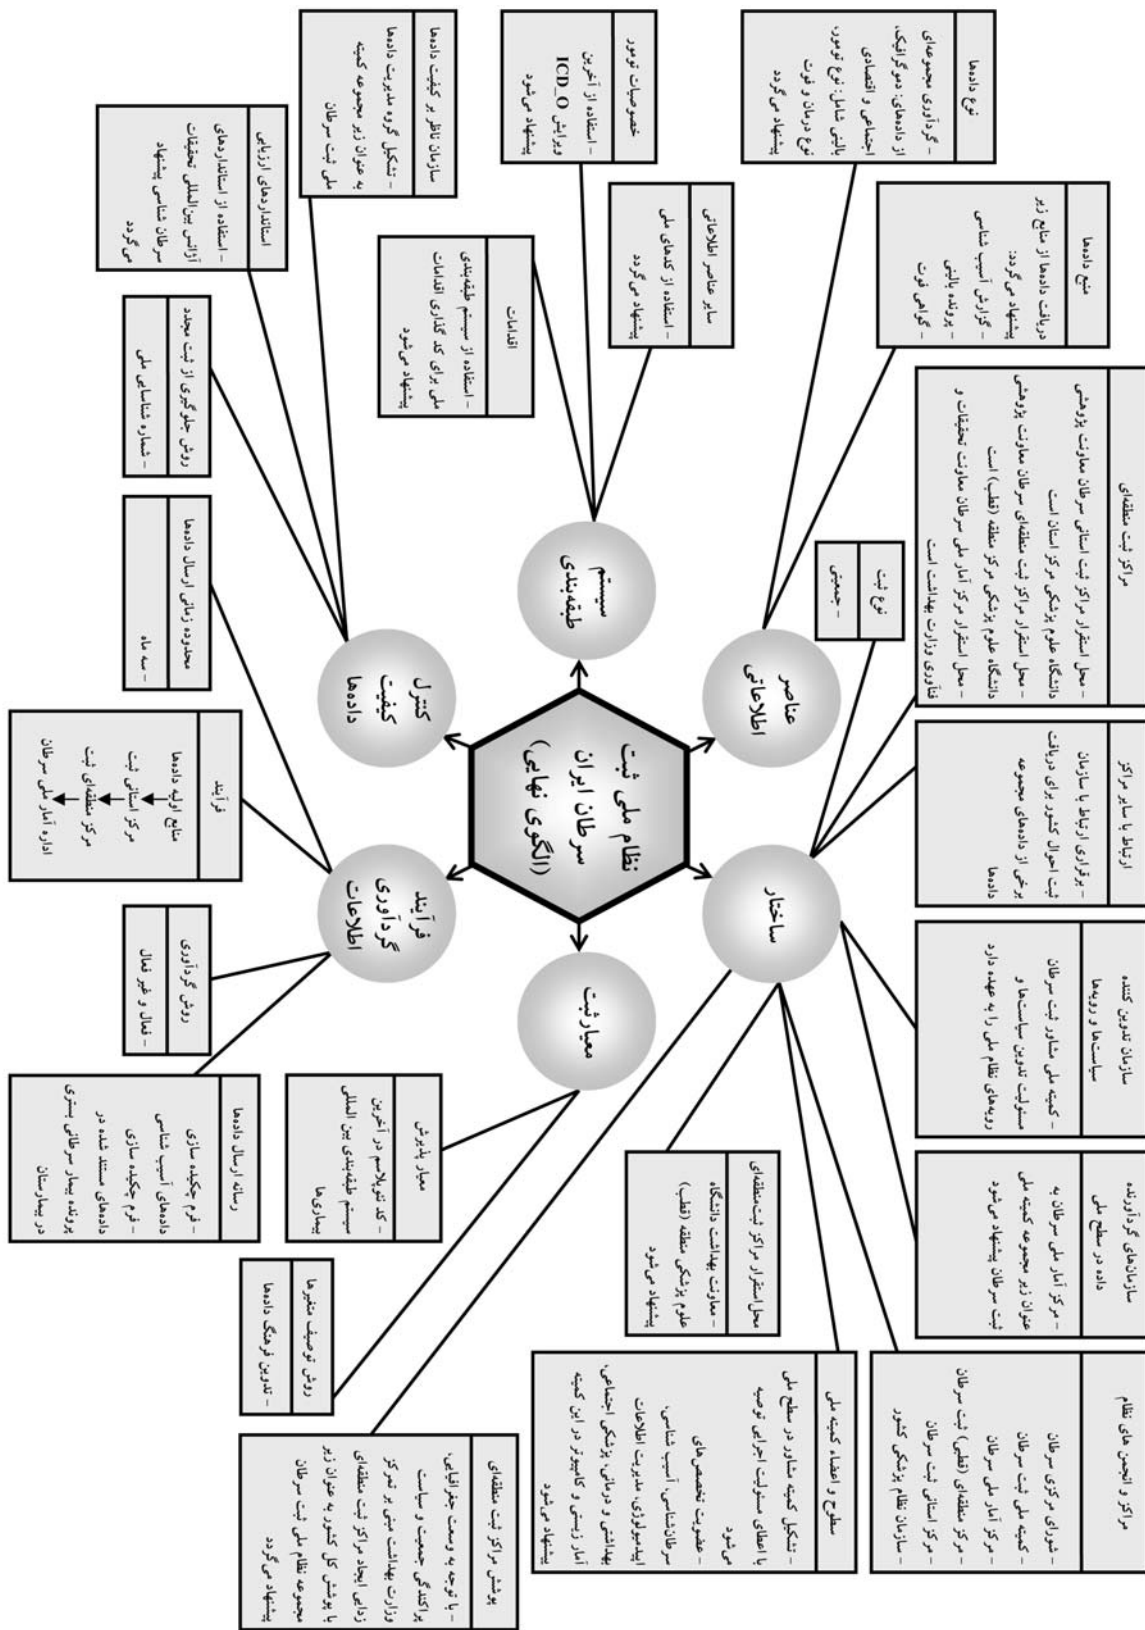 نظام ملی ثبت
سرطان ایران
(الگوی نهایی)
عناصر
اطلاعاتی
نوع داده‌ها
- گردآوری مجموعه‌ای
از داده‌های: دموگرافیک،
اجتماعی و اقتصادی
بالینی شامل: نوع تومور،
نوع درمان و فوت
پیشنهاد می‌گردد
منبع داده‌ها
دریافت داده‌ها از منابع زیر
پیشنهاد می‌گردد:
- گزارش آسیب شناسی
- پرونده بالینی
- گواهی فوت
سیستم
طبقه‌بندی
خصوصیات تومور
- استفاده از آخرین
ویرایش ICD_O
پیشنهاد می‌شود
سایر عناصر اطلاعاتی
- استفاده از کدهای ملی
پیشنهاد می‌گردد
اقدامات
- استفاده از سیستم طبقه‌بندی
ملی برای کد گذاری اقدامات
پیشنهاد می‌شود
کنترل
کیفیت
داده‌ها
سازمان ناظر بر کیفیت داده‌ها
- تشکیل گروه مدیریت داده‌ها
به عنوان زیر مجموعه کمیته
ملی ثبت سرطان
استانداردهای ارزیابی
- استفاده از استانداردهای
آژانس بین‌المللی تحقیقات
سرطان شناسی پیشنهاد
می‌گردد
روش جلوگیری از ثبت مجدد
- شماره شناسایی ملی
فرآیند
گردآوری
اطلاعات
محدوده زمانی ارسال داده‌ها
- سه ماه
فرآیند
منابع اولیه داده‌ها
مرکز استانی ثبت
مرکز منطقه‌ای ثبت
اداره آمار ملی سرطان
روش گردآوری
- فعال و غیر فعال
رسانه ارسال داده‌ها
- فرم چکیده سازی
داده‌های آسیب شناسی
- فرم چکیده سازی
داده‌های مستند شده در
پرونده بیمار سرطانی بستری
در بیمارستان
معیار ثبت
معیار پذیرش
- کد نئوپلاسم در آخرین
سیستم طبقه‌بندی بین المللی
بیماری‌ها
روش توصیف متغیرها
- تدوین فرهنگ داده‌ها
ساختار
نوع ثبت
- جمعیتی
مراکز ثبت منطقه‌ای
- محل استقرار مراکز ثبت استانی سرطان معاونت پژوهشی
دانشگاه علوم پزشکی مرکز استان است
- محل استقرار مراکز ثبت منطقه‌ای سرطان معاونت پژوهشی
دانشگاه علوم پزشکی مرکز منطقه (قطب) است
- محل استقرار مرکز آمار ملی سرطان معاونت تحقیقات و
فناوری وزارت بهداشت است
ارتباط با سایر مراکز
- برقراری ارتباط با سازمان
ثبت احوال کشور برای دریافت
برخی از داده‌های مجموعه
داده‌ها
سازمان تدوین کننده
سیاست‌ها و رویه‌ها
- کمیته ملی مشاور ثبت سرطان
مسئولیت تدوین سیاست‌ها و
رویه‌های نظام ملی را به عهده دارد
سازمان‌های گردآورنده
داده در سطح ملی
- مرکز آمار ملی سرطان به
عنوان زیر مجموعه کمیته ملی
ثبت سرطان پیشنهاد می‌شود
مراکز و انجمن های نظام
- شورای مرکزی سرطان
- کمیته ملی ثبت سرطان
- مرکز آمار ملی سرطان
- مرکز منطقه‌ای (قطبی) ثبت سرطان
- مرکز استانی ثبت سرطان
- سازمان نظام پزشکی کشور
سطوح و اعضاء کمیته ملی
- تشکیل کمیته مشاور در سطح ملی
با اعطای مسئولیت اجرایی توصیه
می‌شود
- عضویت تخصص‌های
سرطان‌شناسی، آسیب شناسی،
اپیدمیولوژی، مدیریت اطلاعات
بهداشتی و درمانی، پزشکی اجتماعی،
آمار زیستی و کامپیوتر در این کمیته
پیشنهاد می‌شود
محل استقرار مراکز ثبت‌منطقه‌ای
- معاونت بهداشت دانشگاه
علوم پزشکی منطقه (قطب)
پیشنهاد می‌شود
پوشش مراکز ثبت منطقه‌ای
- با توجه به وسعت جغرافیایی،
پراکندگی جمعیت و سیاست
وزارت بهداشت مبنی بر تمرکز
زدایی ایجاد مراکز ثبت منطقه‌ای
با پوشش کل کشور به عنوان زیر
مجموعه نظام ملی ثبت سرطان
پیشنهاد می‌گردد